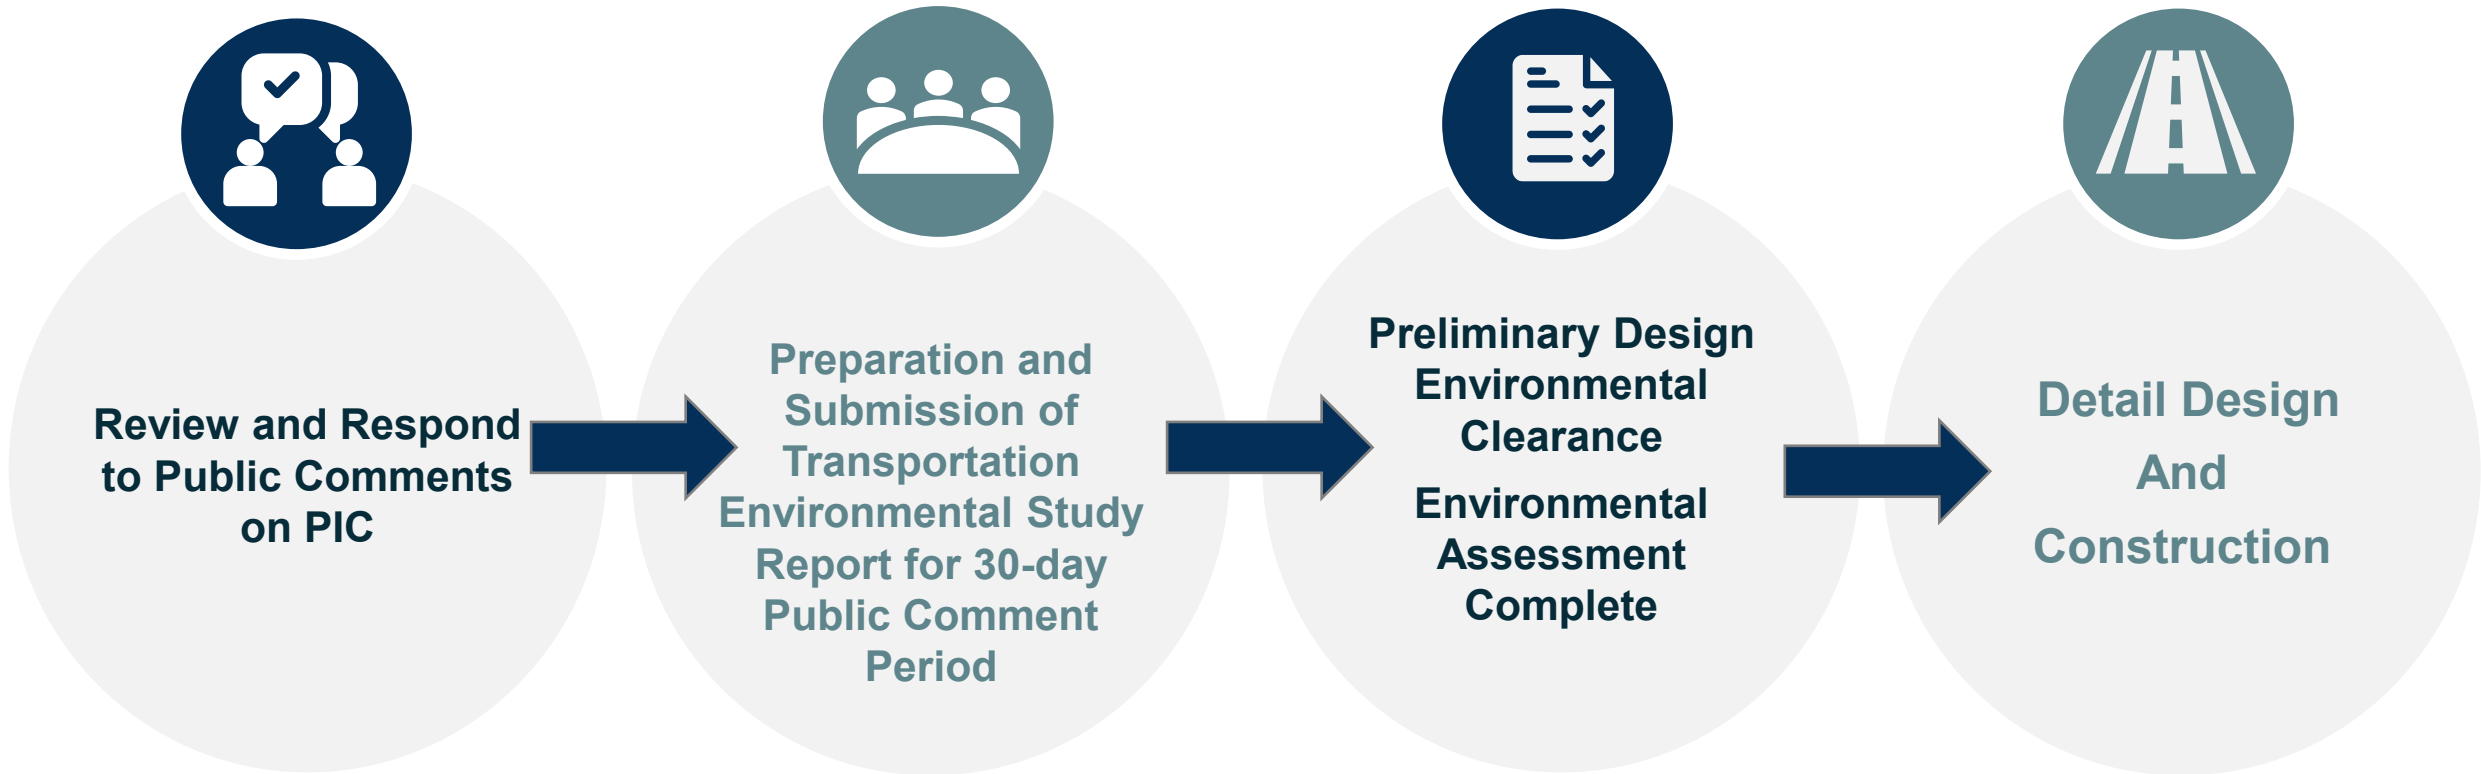 Review and Respond
to Public Comments
on PIC
Preparation and
Submission of
Transportation
Environmental Study
Report for 30-day
Public Comment
Period
Preliminary Design
Environmental
Clearance
Environmental
Assessment
Complete
Detail Design
And
Construction